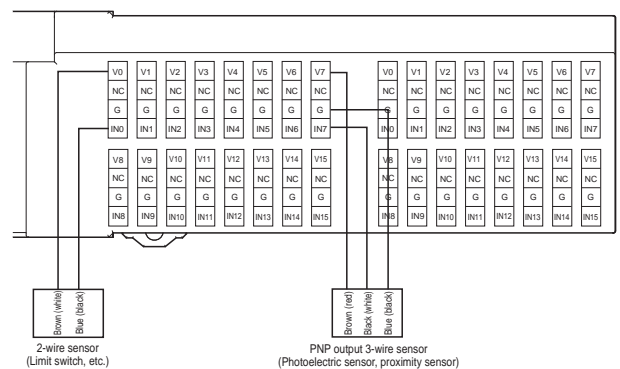 V0 V1 V2 V3 V4 V5 V6 V7 V0 V1 V2 V3 V4 V5 V6 V7
NC NC NC NC NC NC NC NC NC NC NC NC NC NC NC NC
G G G G G G G G G G G G G G G G
IN0 IN1 IN2 IN3 IN4 IN5 IN6 IN7 IN0 IN1 IN2 IN3 IN4 IN5 IN6 IN7
V8 V9 V10 V11 V12 V13 V14 V15 V8 V9 V10 V11 V12 V13 V14 V15
NC NC NC NC NC NC NC NC NC NC NC NC NC NC NC NC
G G G G G G G G G G G G G G G G
IN8 IN9 IN10 IN11 IN12 IN13 IN14 IN15 IN8 IN9 IN10 IN11 IN12 IN13 IN14 IN15
Brown (white)
Blue (black)
2-wire sensor
(Limit switch, etc.)
Brown (red)
Black (white)
Blue (black)
PNP output 3-wire sensor
(Photoelectric sensor, proximity sensor)